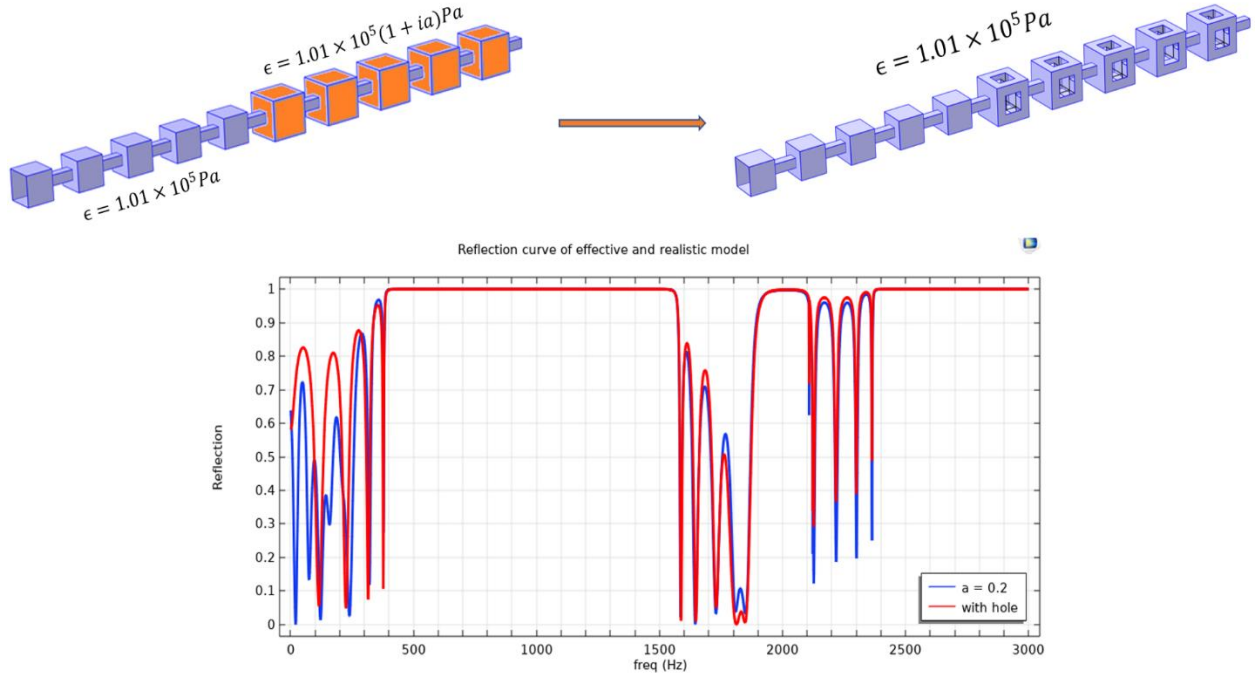 ϵ = 1.01 × 10⁵(1 + ia)Pa
ϵ = 1.01 × 10⁵Pa
ϵ = 1.01 × 10⁵Pa
Reflection curve of effective and realistic model
Reflection
1
0.9
0.8
0.7
0.6
0.5
0.4
0.3
0.2
0.1
0
a = 0.2
with hole
0 500 1000 1500 2000 2500 3000
freq (Hz)